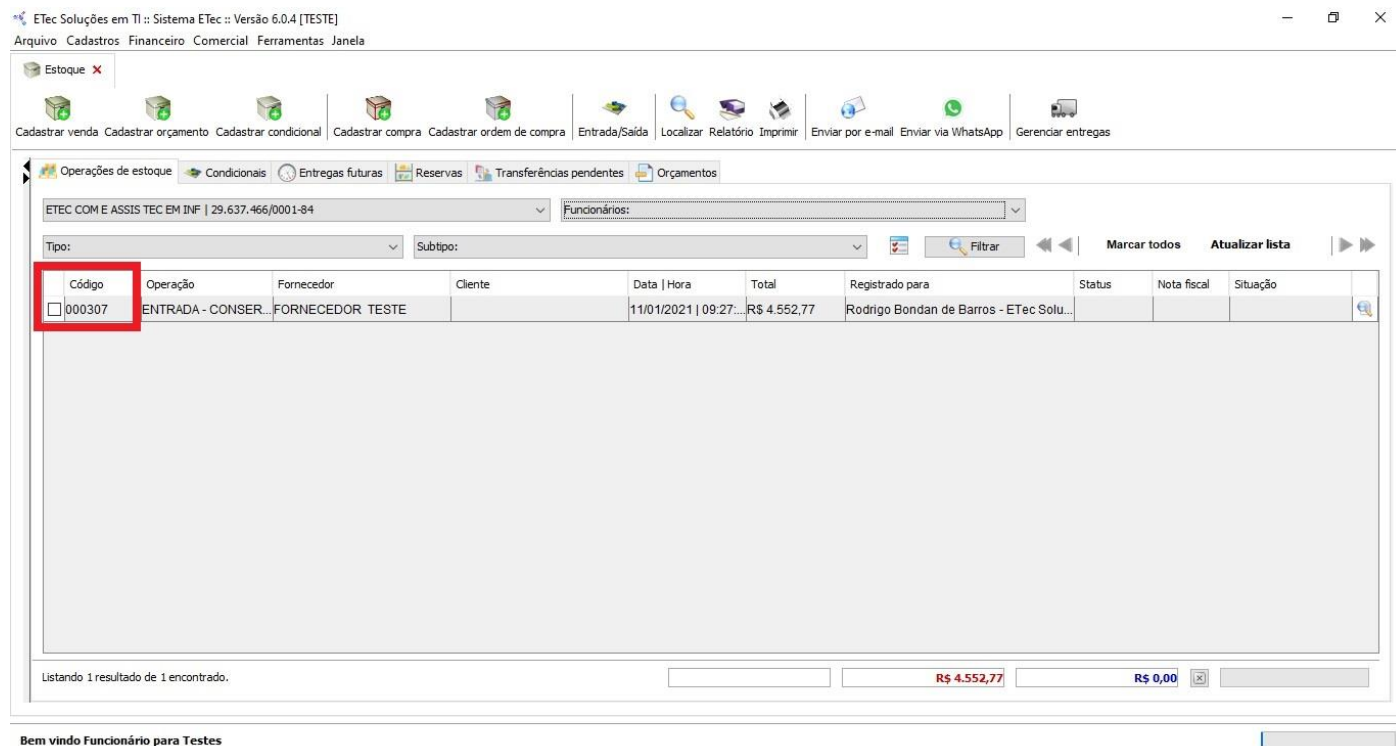 ETec Soluções em TI :: Sistema ETec :: Versão 6.0.4 [TESTE]
Arquivo Cadastros Financeiro Comercial Ferramentas Janela
Estoque
Cadastrar venda Cadastrar orçamento Cadastrar condicional Cadastrar compra Cadastrar ordem de compra Entrada/Saída Localizar Relatório Imprimir Enviar por e-mail Enviar via WhatsApp Gerenciar entregas
Operações de estoque Condicionais Entregas futuras Reservas Transferências pendentes Orçamentos
ETEC COM E ASSIS TEC EM INF | 29.637.466/0001-84 Funcionários:
Tipo: Subtipo: Filtrar Marcar todos Atualizar lista
Código Operação Fornecedor Cliente Data | Hora Total Registrado para Status Nota fiscal Situação
000307 ENTRADA - CONSER... FORNECEDOR TESTE 11/01/2021 | 09:27:... R$ 4.552,77 Rodrigo Bondan de Barros - ETec Solu...
Listando 1 resultado de 1 encontrado. R$ 4.552,77 R$ 0,00
Bem vindo Funcionário para Testes